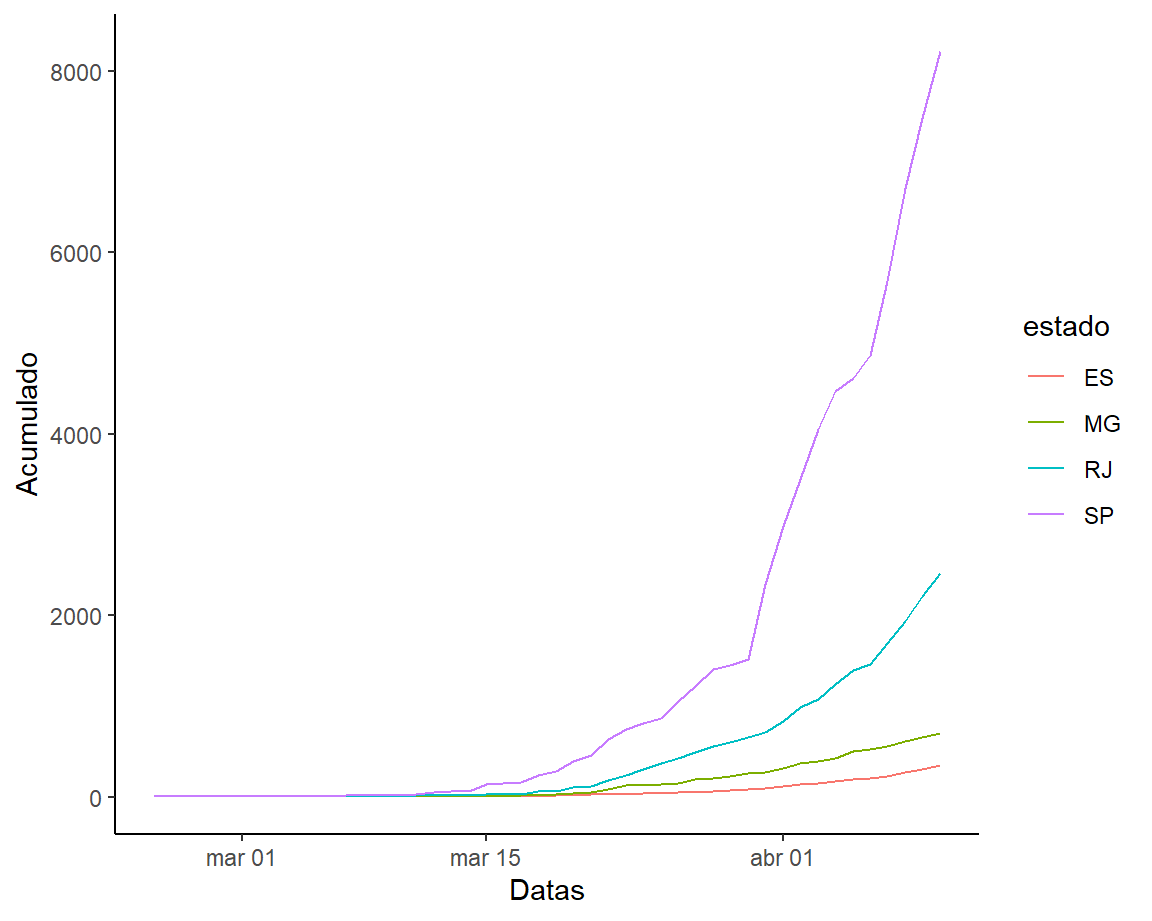 8000
6000
4000
2000
0
Acumulado
mar 01
mar 15
abr 01
Datas
estado
ES
MG
RJ
SP